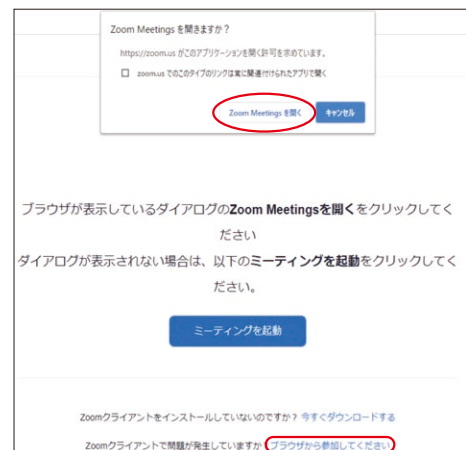 Zoom Meetings を開きますか？
https://zoom.us がこのアプリケーションを開く許可を求めています。
zoom.us でのこのタイプのリンクは常に関連付けられたアプリで開く
Zoom Meetings を開く キャンセル
ブラウザが表示しているダイアログのZoom Meetingsを開くをクリックしてく
ださい
ダイアログが表示されない場合は、以下のミーティングを起動をクリックしてく
ださい。
ミーティングを起動
Zoomクライアントをインストールしていないのですか？ 今すぐダウンロードする
Zoomクライアントで問題が発生していますか？ブラウザから参加してください